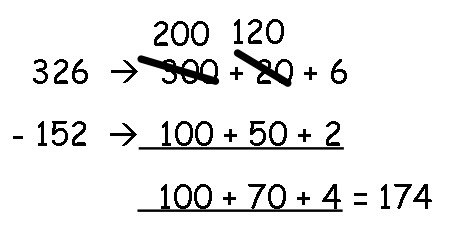 200 120
326 → 300 + 20 + 6
- 152 → 100 + 50 + 2
100 + 70 + 4 = 174